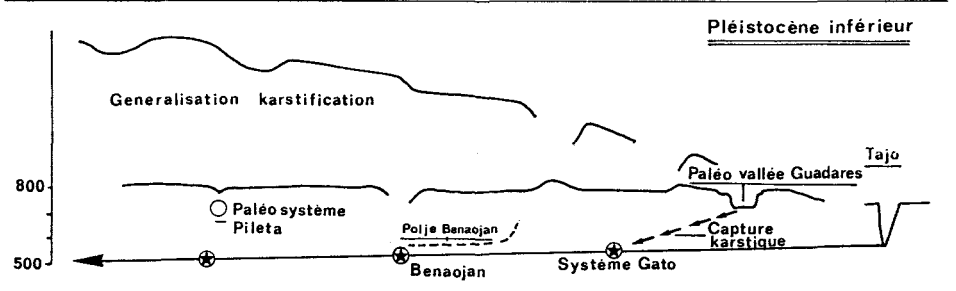 Pléistocène inférieur
Generalisation karstification
Tajo
800
Paléo vallée Guadares
Paléo système
Pileta
Polje Benaojan
Capture
karstique
500
Système Gato
Benaojan